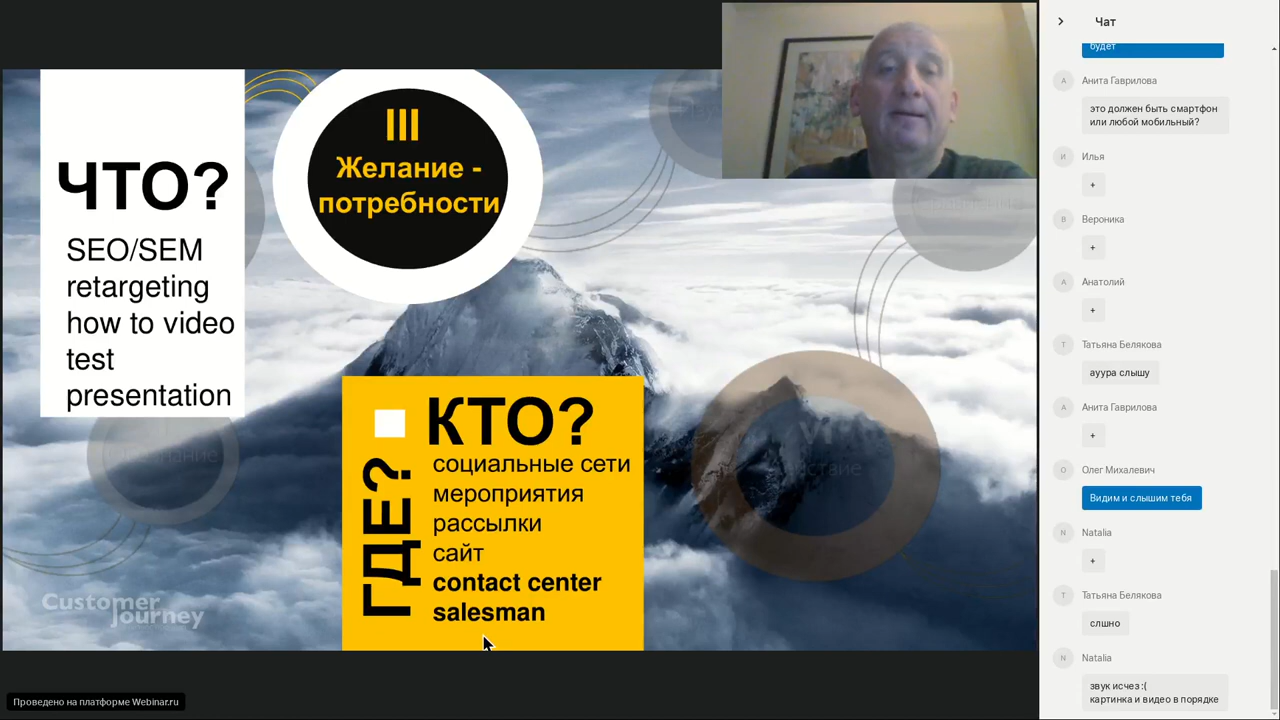 ЧТО?
SEO/SEM
retargeting
how to video
test
presentation
III
Желание -
потребности
КТО?
ГДЕ?
социальные сети
мероприятия
рассылки
сайт
contact center
salesman
действие
Customer
Journey
Проведено на платформе Webinar.ru
Чат
будет
А
Анита Гаврилова
это должен быть смартфон
или любой мобильный?
И
Илья
+
В
Вероника
+
А
Анатолий
+
Т
Татьяна Белякова
ауура слышу
А
Анита Гаврилова
+
О
Олег Михалевич
Видим и слышим тебя
N
Natalia
+
Т
Татьяна Белякова
слшно
N
Natalia
звук исчез :(
картинка и видео в порядке